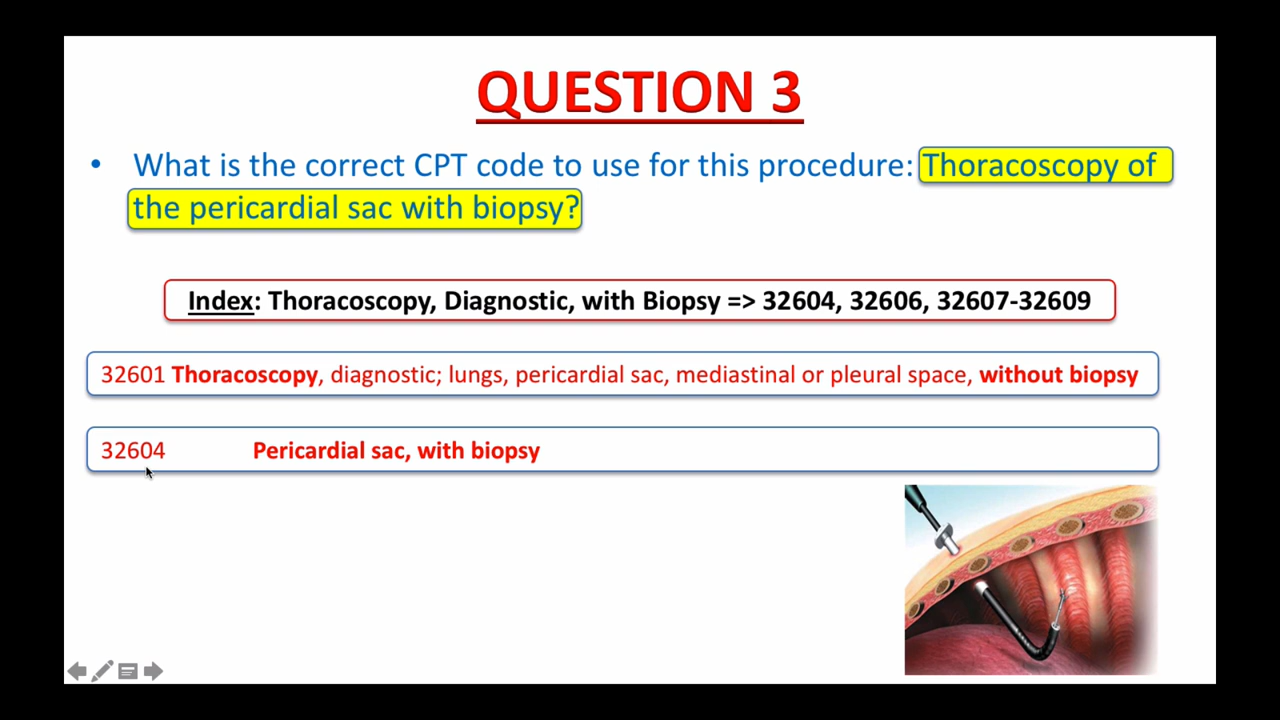 QUESTION 3
• What is the correct CPT code to use for this procedure: Thoracoscopy of
the pericardial sac with biopsy?
Index: Thoracoscopy, Diagnostic, with Biopsy => 32604, 32606, 32607-32609
32601 Thoracoscopy, diagnostic; lungs, pericardial sac, mediastinal or pleural space, without biopsy
32604 Pericardial sac, with biopsy